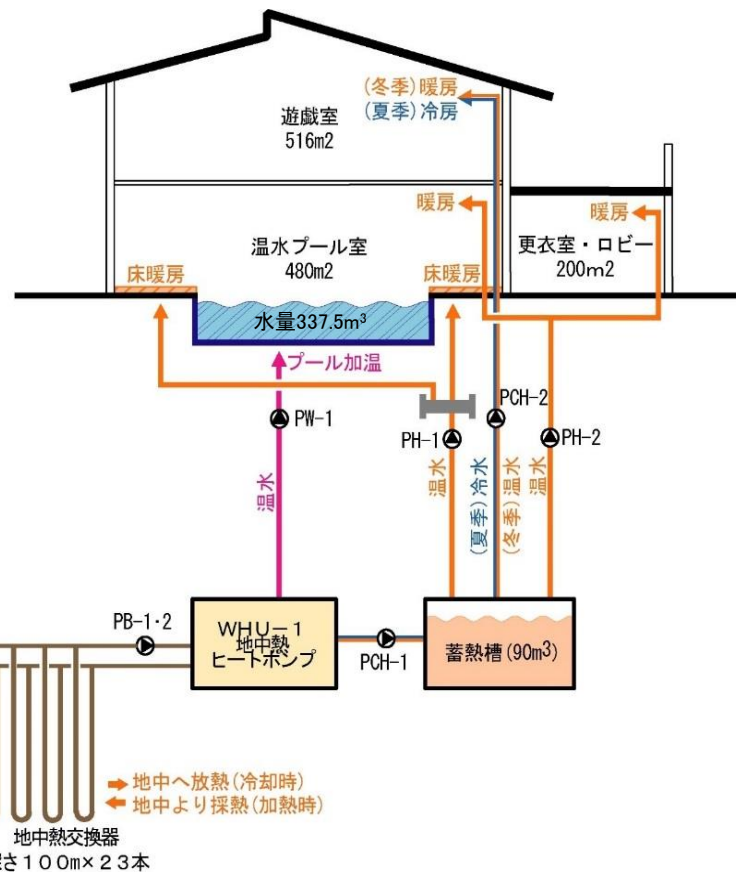 (冬季)暖房
(夏季)冷房
遊戯室
516m2
暖房
暖房
温水プール室
480m2
更衣室・ロビー
200m2
床暖房
床暖房
水量337.5m³
プール加温
PW-1
PH-1
PCH-2
PH-2
温水
温水
(夏季)冷水
(冬季)温水
温水
PB-1・2
WHU-1
地中熱
ヒートポンプ
PCH-1
蓄熱槽(90m³)
地中へ放熱(冷却時)
地中より採熱(加熱時)
地中熱交換器
さ100m×23本